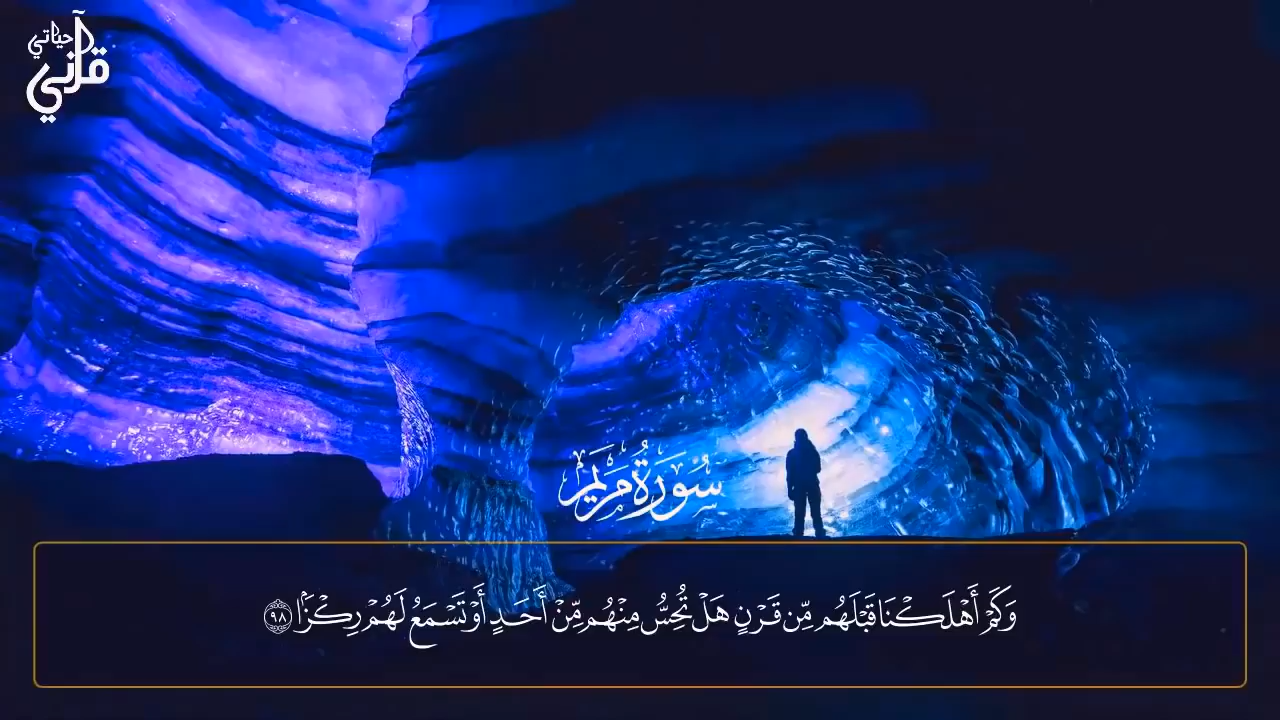 حياتي
قرآني
سُورَةُ مَرْيَم
وَكَمْ أَهْلَكْنَا قَبْلَهُم مِّن قَرْنٍ هَلْ تُحِسُّ مِنْهُم مِّنْ أَحَدٍ أَوْ تَسْمَعُ لَهُمْ رِكْزًۢا ٩٨